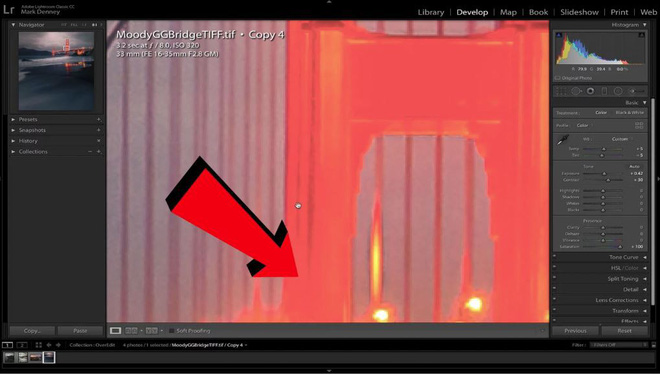 Lr
Adobe Lightroom Classic CC
Mark Denney
Library | Develop | Map | Book | Slideshow | Print | Web
Navigator
Histogram
MoodyGGBridgeTIFF.tif • Copy 4
3.2 sec at ƒ / 8.0, ISO 320
33 mm (FE 16-35mm F2.8 GM)
Original Photo
Basic
Color Black & White
Presets
Snapshots
History
Collections
Profile: Color
Custom
Temp
Tint
Tone Auto
Exposure + 0.42
Contrast
Highlights
Shadows
Whites
Blacks
Presence
Clarity
Dehaze
Vibrance
Saturation + 100
Tone Curve
HSL / Color
Split Toning
Detail
Lens Corrections
Transform
Effects
Copy... Paste
Soft Proofing
Previous Reset
1 2
Collection: OverEdit
4 photos / 1 selected / MoodyGGBridgeTIFF.tif / Copy 4
Filter: Filters Off